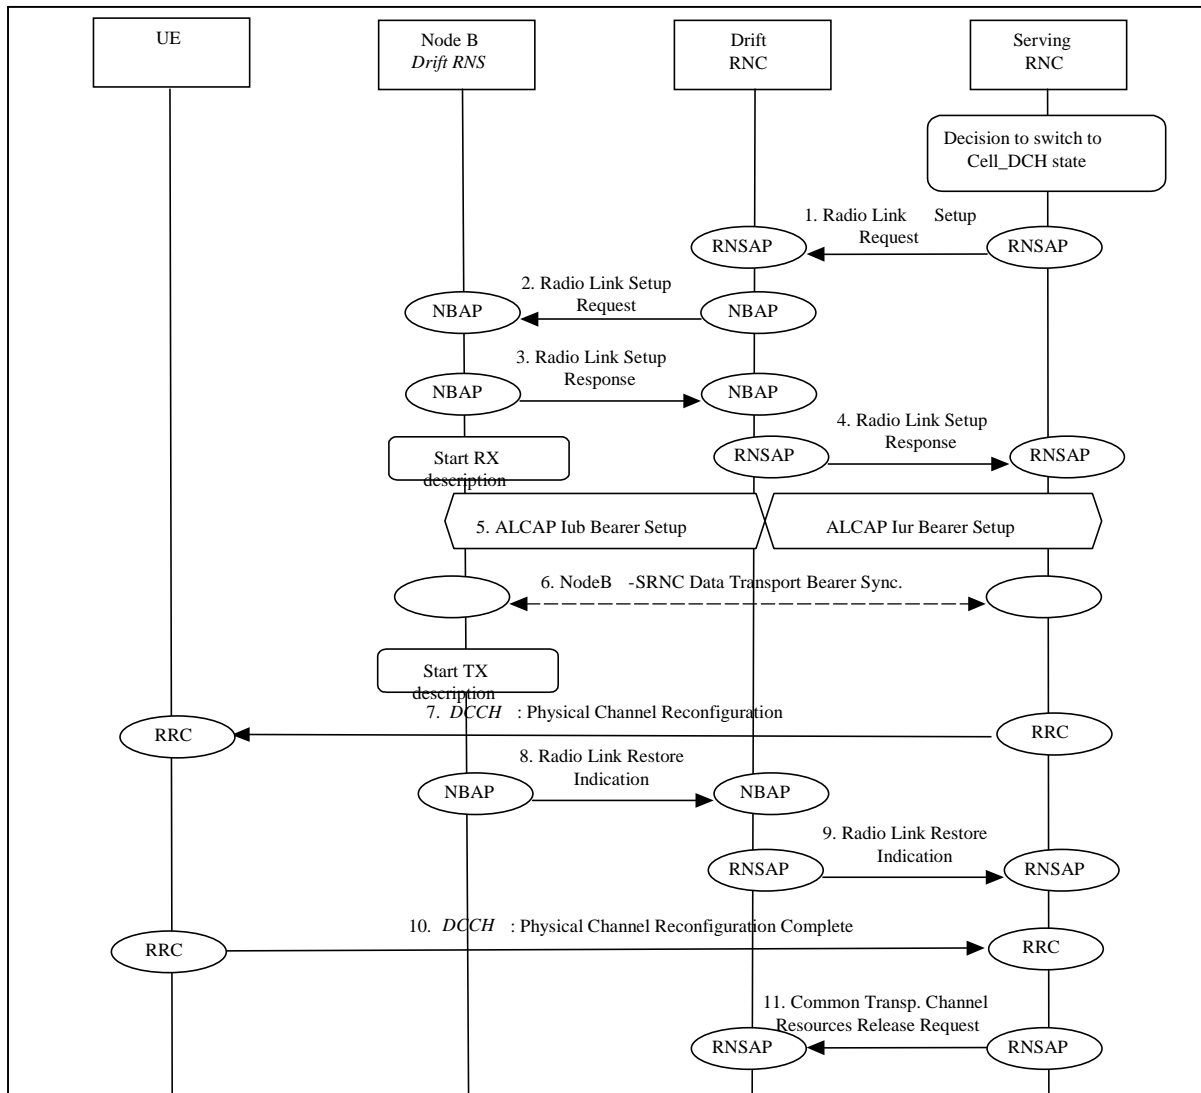 UE
Node B
Drift RNS
Drift
RNC
Serving
RNC
Decision to switch to
Cell_DCH state
1. Radio Link Setup
Request
RNSAP
RNSAP
2. Radio Link Setup
Request
NBAP
NBAP
3. Radio Link Setup
Response
NBAP
NBAP
4. Radio Link Setup
Response
Start RX
description
RNSAP
RNSAP
5. ALCAP Iub Bearer Setup
ALCAP Iur Bearer Setup
6. NodeB -SRNC Data Transport Bearer Sync.
Start TX
description
7. DCCH : Physical Channel Reconfiguration
RRC
RRC
8. Radio Link Restore
Indication
NBAP
NBAP
9. Radio Link Restore
Indication
RNSAP
RNSAP
10. DCCH : Physical Channel Reconfiguration Complete
RRC
RRC
11. Common Transp. Channel
Resources Release Request
RNSAP
RNSAP